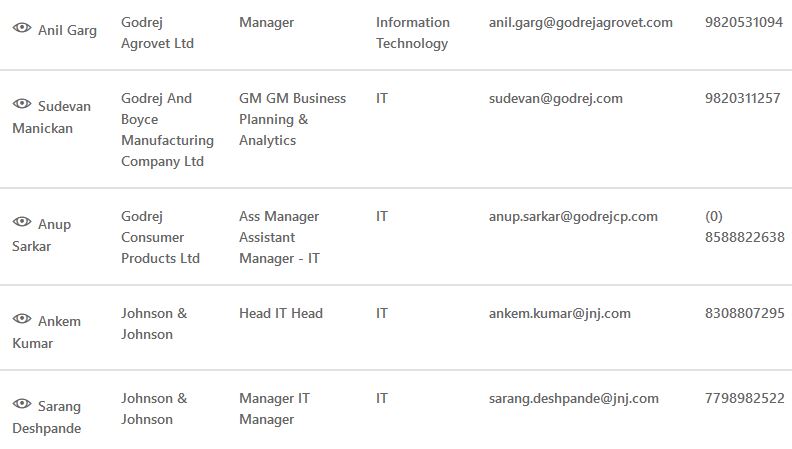 Anil Garg
Godrej
Agrovet Ltd
Manager
Information
Technology
anil.garg@godrejagrovet.com
9820531094
Sudevan
Manickan
Godrej And
Boyce
Manufacturing
Company Ltd
GM GM Business
Planning &
Analytics
IT
sudevan@godrej.com
9820311257
Anup
Sarkar
Godrej
Consumer
Products Ltd
Ass Manager
Assistant
Manager - IT
IT
anup.sarkar@godrejcp.com
(0)
8588822638
Ankem
Kumar
Johnson &
Johnson
Head IT Head
IT
ankem.kumar@jnj.com
8308807295
Sarang
Deshpande
Johnson &
Johnson
Manager IT
Manager
IT
sarang.deshpande@jnj.com
7798982522